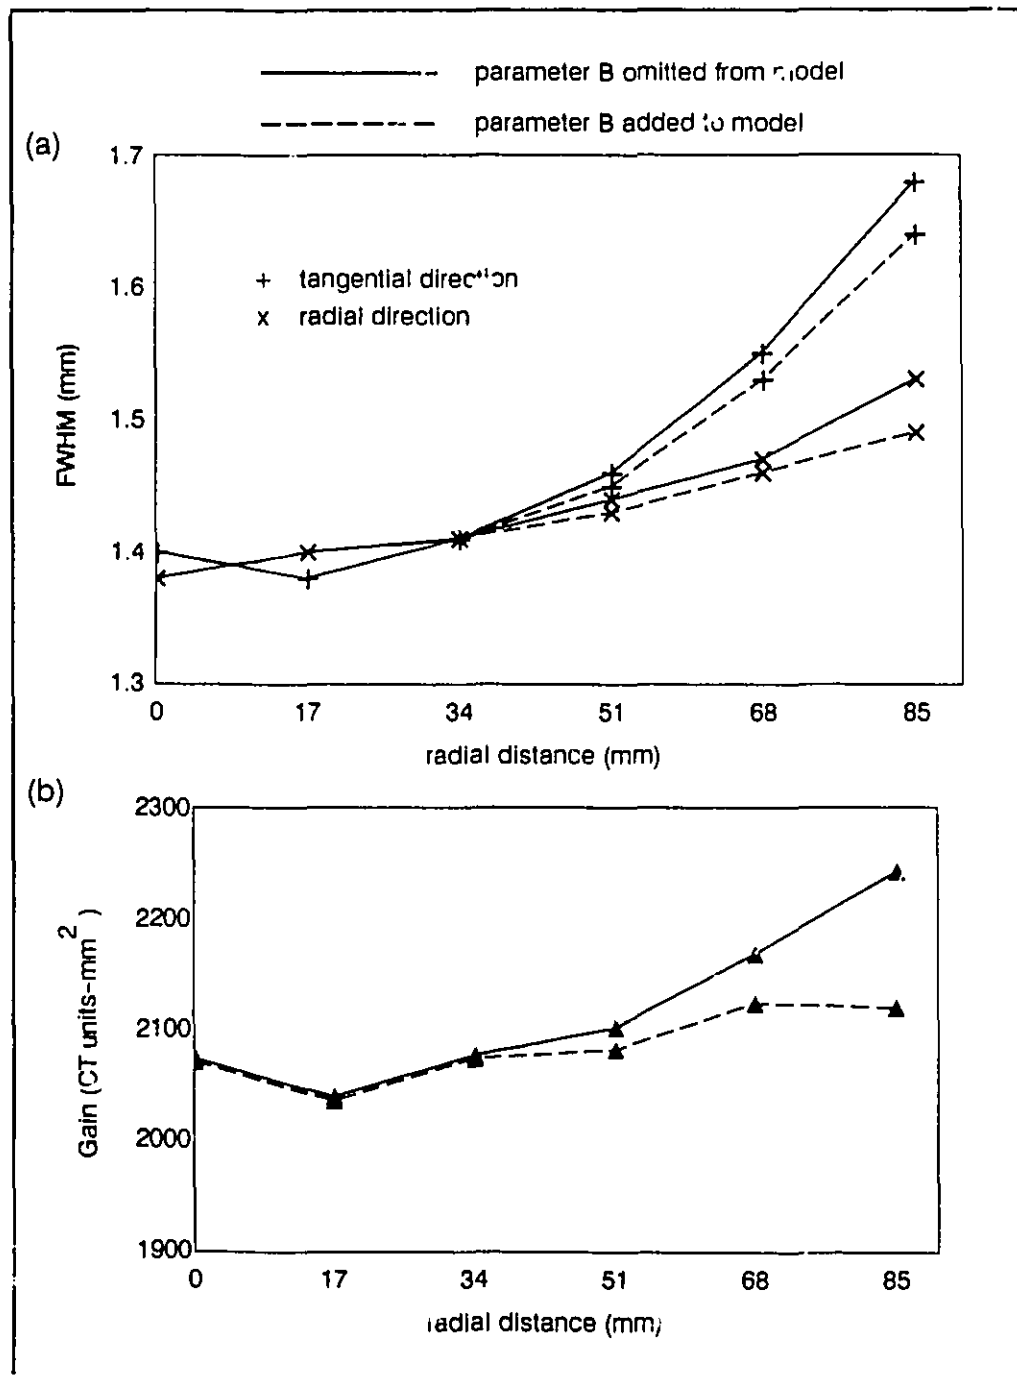 parameter B omitted from model
parameter B added to model
(a)
1.7
1.6
1.5
1.4
1.3
FWHM (mm)
+ tangential direction
× radial direction
0 17 34 51 68 85
radial distance (mm)
(b)
2300
2200
2100
2000
1900
Gain (CT units-mm²)
0 17 34 51 68 85
radial distance (mm)